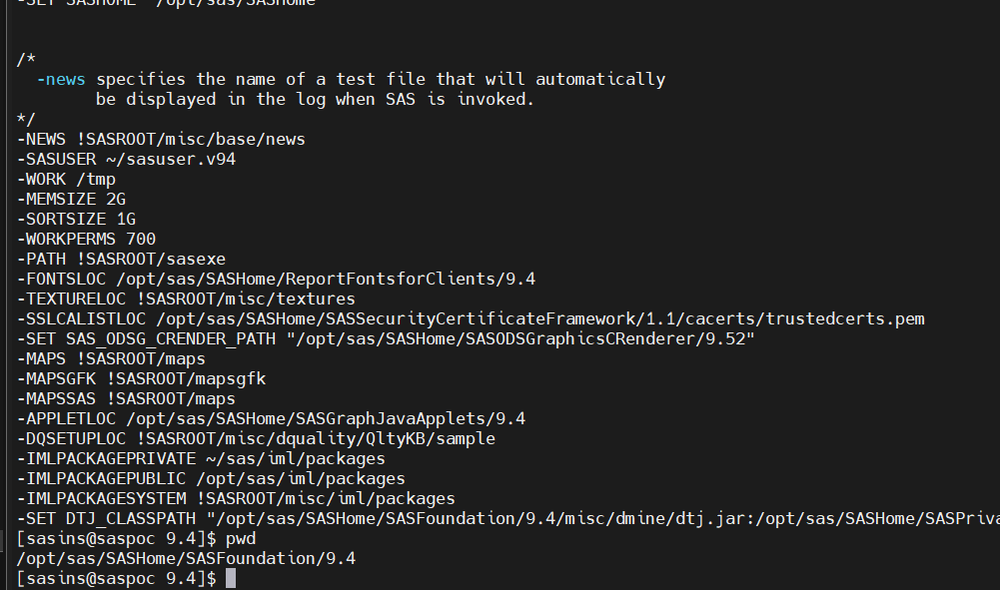 -SET SASHOME "/opt/sas/SASHome"
/*
-news specifies the name of a test file that will automatically
be displayed in the log when SAS is invoked.
*/
-NEWS !SASROOT/misc/base/news
-SASUSER ~/sasuser.v94
-WORK /tmp
-MEMSIZE 2G
-SORTSIZE 1G
-WORKPERMS 700
-PATH !SASROOT/sasexe
-FONTSLOC /opt/sas/SASHome/ReportFontsforClients/9.4
-TEXTURELOC !SASROOT/misc/textures
-SSLCALISTLOC /opt/sas/SASHome/SASSecurityCertificateFramework/1.1/cacerts/trustedcerts.pem
-SET SAS_ODSG_CRENDER_PATH "/opt/sas/SASHome/SASODSGraphicsCRenderer/9.52"
-MAPS !SASROOT/maps
-MAPSGFK !SASROOT/mapsgfk
-MAPSSAS !SASROOT/maps
-APPLETLOC /opt/sas/SASHome/SASGraphJavaApplets/9.4
-DQSETUPLOC !SASROOT/misc/dquality/QltyKB/sample
-IMLPACKAGEPRIVATE ~/sas/iml/packages
-IMLPACKAGEPUBLIC /opt/sas/iml/packages
-IMLPACKAGESYSTEM !SASROOT/misc/iml/packages
-SET DTJ_CLASSPATH "/opt/sas/SASHome/SASFoundation/9.4/misc/dmine/dtj.jar:/opt/sas/SASHome/SASPriva
[sasins@saspoc 9.4]$ pwd
/opt/sas/SASHome/SASFoundation/9.4
[sasins@saspoc 9.4]$